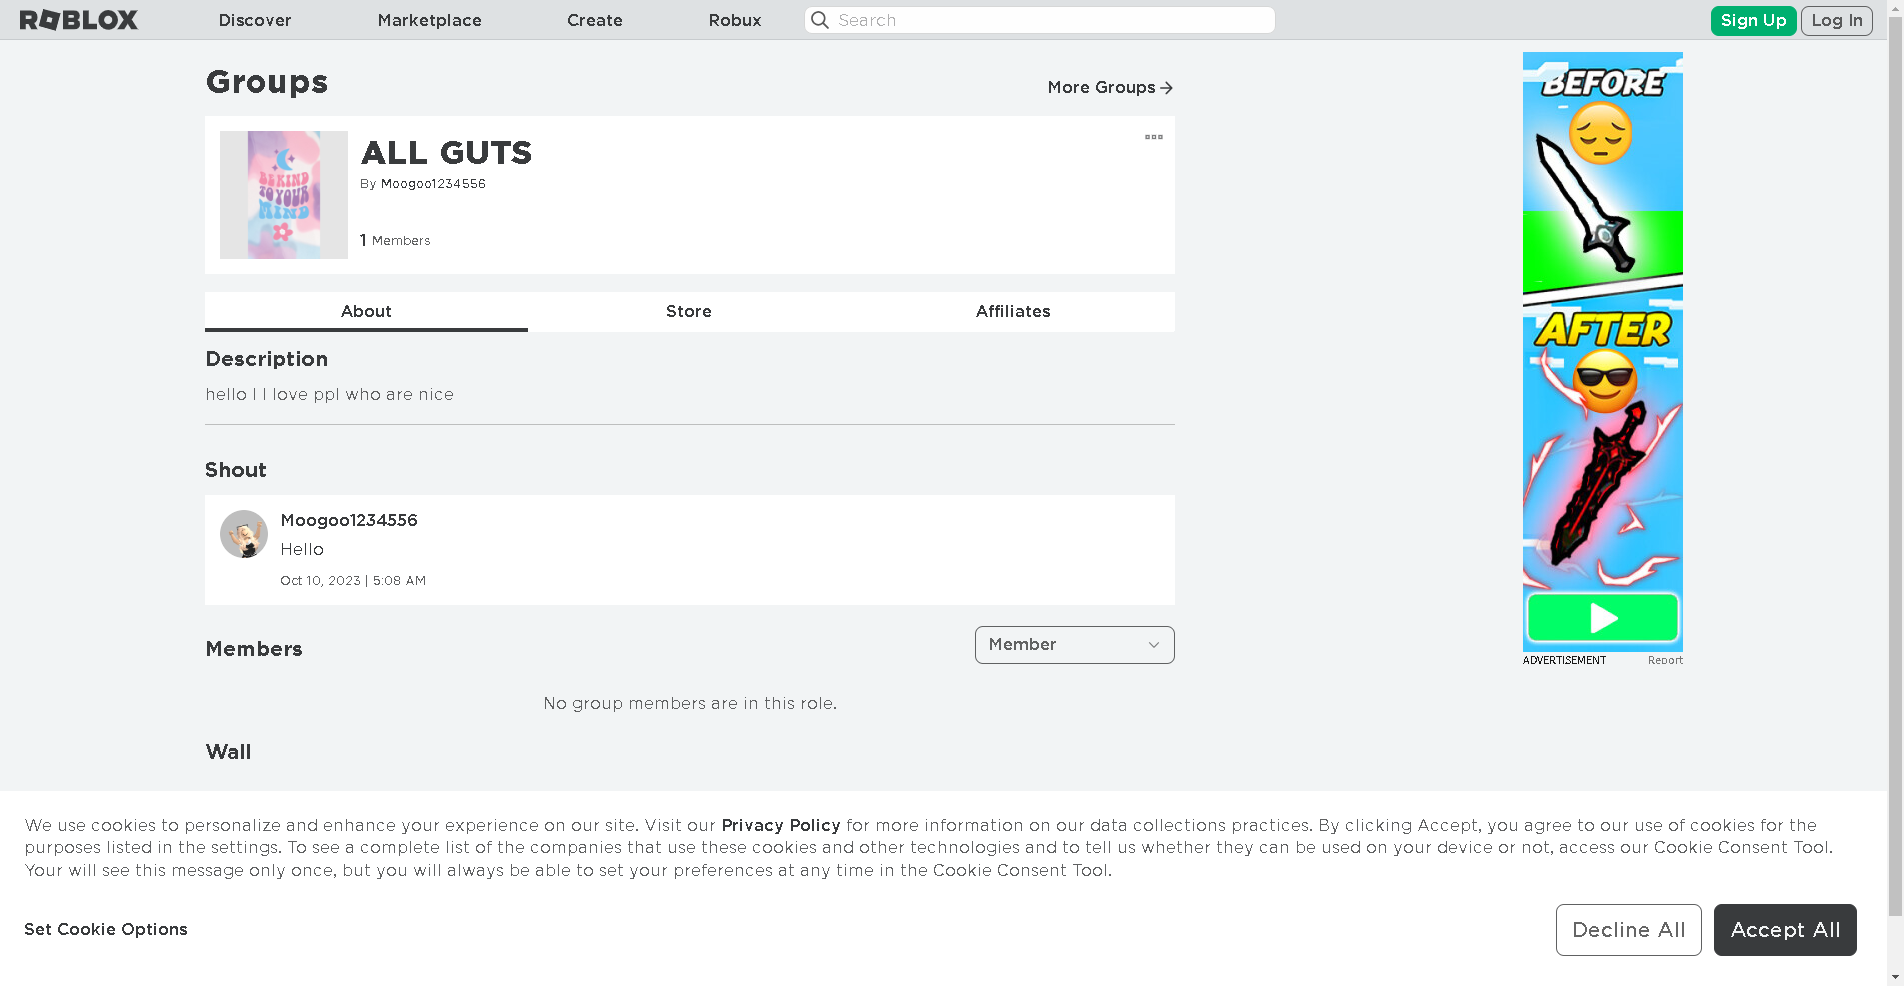 ROBLOX
Discover
Marketplace
Create
Robux
Search
Sign Up
Log In
Groups
More Groups
ALL GUTS
By Moogoo1234556
1 Members
BE KIND
TO YOUR
MIND
About
Store
Affiliates
Description
hello I I love ppl who are nice
Shout
Moogoo1234556
Hello
Oct 10, 2023 | 5:08 AM
Members
Member
No group members are in this role.
Wall
BEFORE
AFTER
ADVERTISEMENT
Report
We use cookies to personalize and enhance your experience on our site. Visit our Privacy Policy for more information on our data collections practices. By clicking Accept, you agree to our use of cookies for the
purposes listed in the settings. To see a complete list of the companies that use these cookies and other technologies and to tell us whether they can be used on your device or not, access our Cookie Consent Tool.
Your will see this message only once, but you will always be able to set your preferences at any time in the Cookie Consent Tool.
Set Cookie Options
Decline All
Accept All